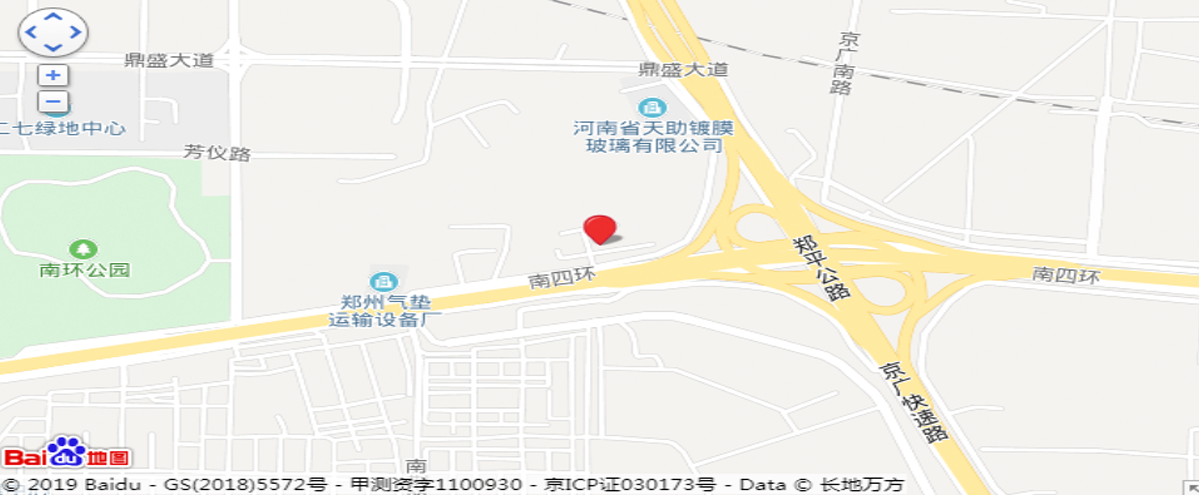 京广南路
鼎盛大道
鼎盛大道
二七绿地中心
河南省天助镀膜
玻璃有限公司
芳仪路
南环公园
郑平公路
南四环
南四环
郑州气垫
运输设备厂
京广快速路
南
Bai du 地图
© 2019 Baidu - GS(2018)5572号 - 甲测资字1100930 - 京ICP证030173号 - Data © 长地万方